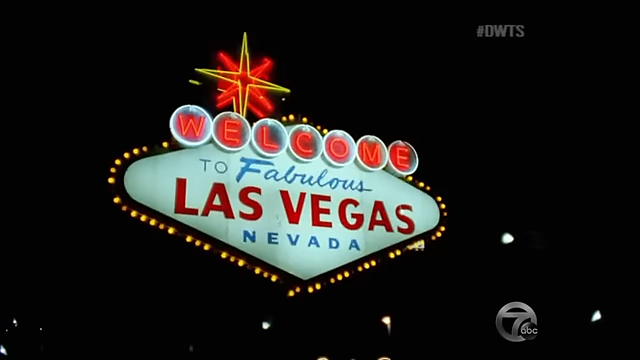 #DWTS
WELCOME
TO Fabulous
LAS VEGAS
NEVADA
7 abc